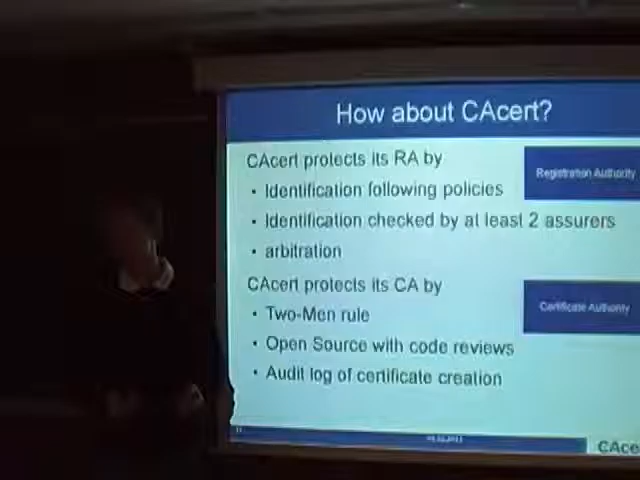 How about CAcert?
CAcert protects its RA by
Registration Authority
• Identification following policies
• Identification checked by at least 2 assurers
• arbitration
CAcert protects its CA by
Certificate Authority
• Two-Men rule
• Open Source with code reviews
• Audit log of certificate creation
CAce